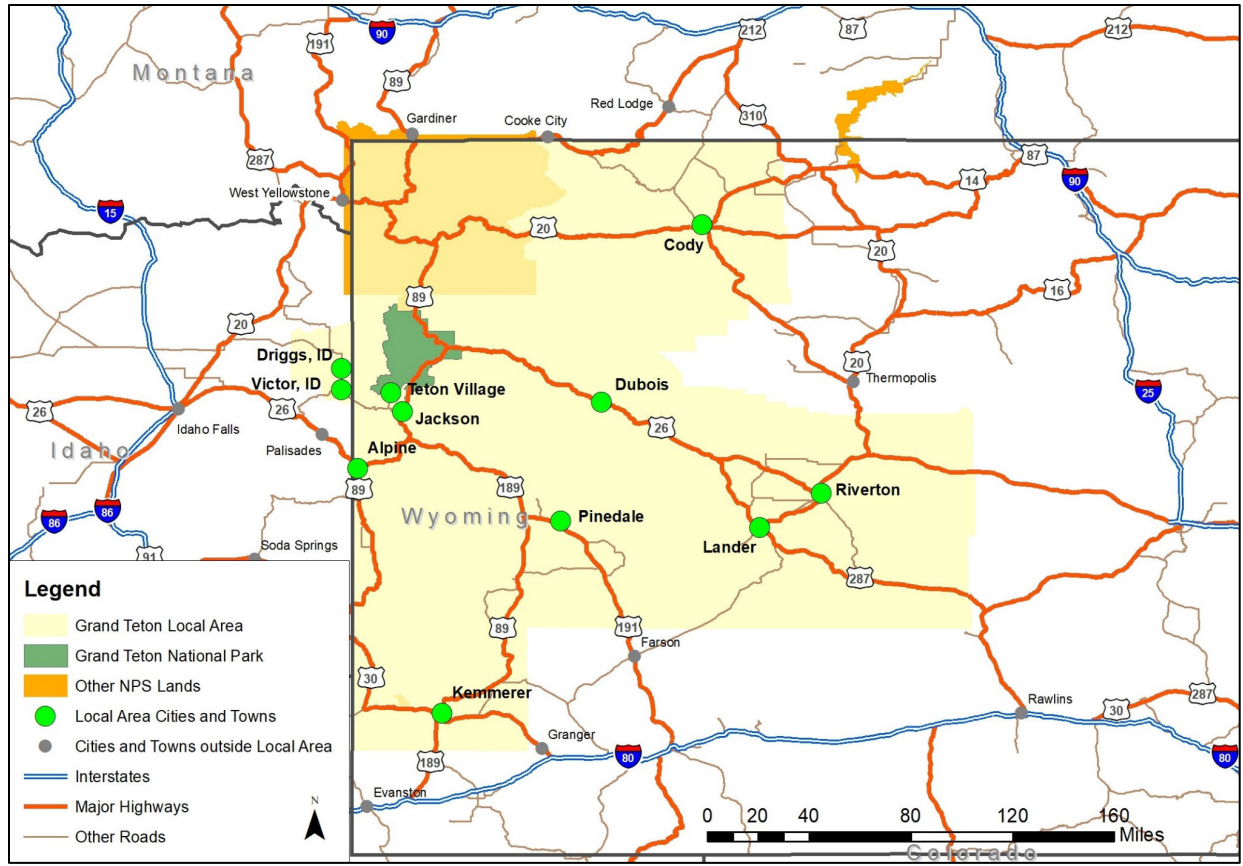 191
90
212
87
212
Montana
89
Red Lodge
310
Gardiner
Cooke City
287
87
West Yellowstone
14
90
15
20
Cody
20
16
89
20
Driggs, ID
Victor, ID
Teton Village
Jackson
Dubois
20
Thermopolis
25
26
26
Idaho Falls
Palisades
Idaho
Alpine
26
89
189
Riverton
86
86
Wyoming
Pinedale
Lander
91
Soda Springs
287
89
191
Farson
30
Kemmerer
Rawlins
287
30
Granger
189
80
80
Evanston
Legend
Grand Teton Local Area
Grand Teton National Park
Other NPS Lands
Local Area Cities and Towns
Cities and Towns outside Local Area
Interstates
Major Highways
Other Roads
N
0 20 40 80 120 160
Miles
Colorado